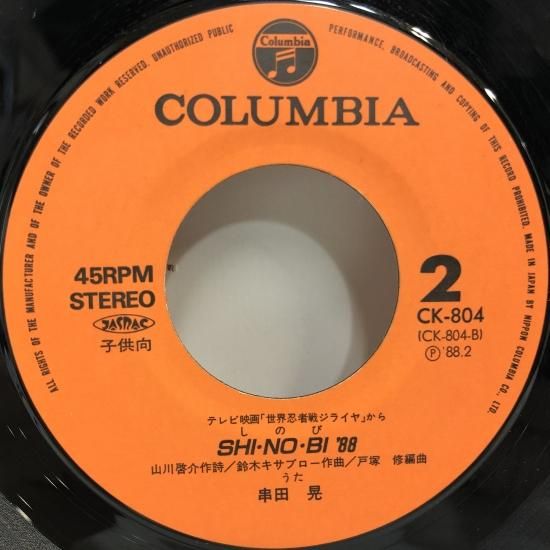 ALL RIGHTS OF THE MANUFACTURER AND OF THE OWNER OF THE RECORDED WORK RESERVED. UNAUTHORIZED PUBLIC PERFORMANCE, BROADCASTING AND COPYING OF THIS RECORD PROHIBITED. MADE IN JAPAN BY NIPPON COLUMBIA CO., LTD.
Columbia
COLUMBIA
45RPM
STEREO
JASRAC
子供向
2
CK-804
(CK-804-B)
Ⓟ'88.2
テレビ映画「世界忍者戦ジライヤ」から
しのび
SHI·NO·BI '88
山川啓介作詩/鈴木キサブロー作曲/戸塚 修編曲
うた
串田 晃